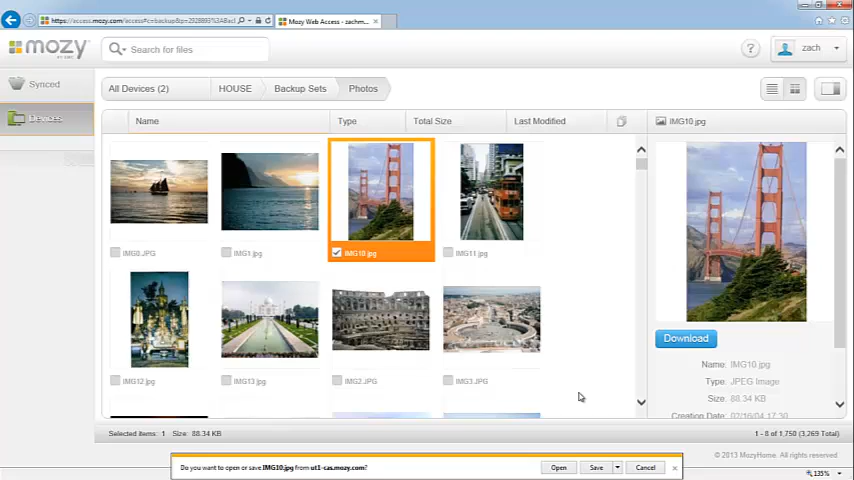 https://access.mozy.com/access#c=backup&tp=
Mozy Web Access - zachm...
mozy
BY EMC
Search for files
?
zach
Synced
Devices
All Devices (2)
HOUSE
Backup Sets
Photos
Name
Type
Total Size
Last Modified
IMG10.jpg
IMG0.JPG
IMG1.jpg
IMG10.jpg
IMG11.jpg
IMG12.jpg
IMG13.jpg
IMG2.JPG
IMG3.JPG
Download
Name: IMG10.jpg
Type: JPEG Image
Size: 88.34 KB
Creation Date: 07/16/04 17:30
Selected items: 1 Size: 88.34 KB
1 - 8 of 1,750 (3,269 Total)
© 2013 MozyHome. All rights reserved
Do you want to open or save IMG10.jpg from ut1-cas.mozy.com?
Open
Save
Cancel
135%